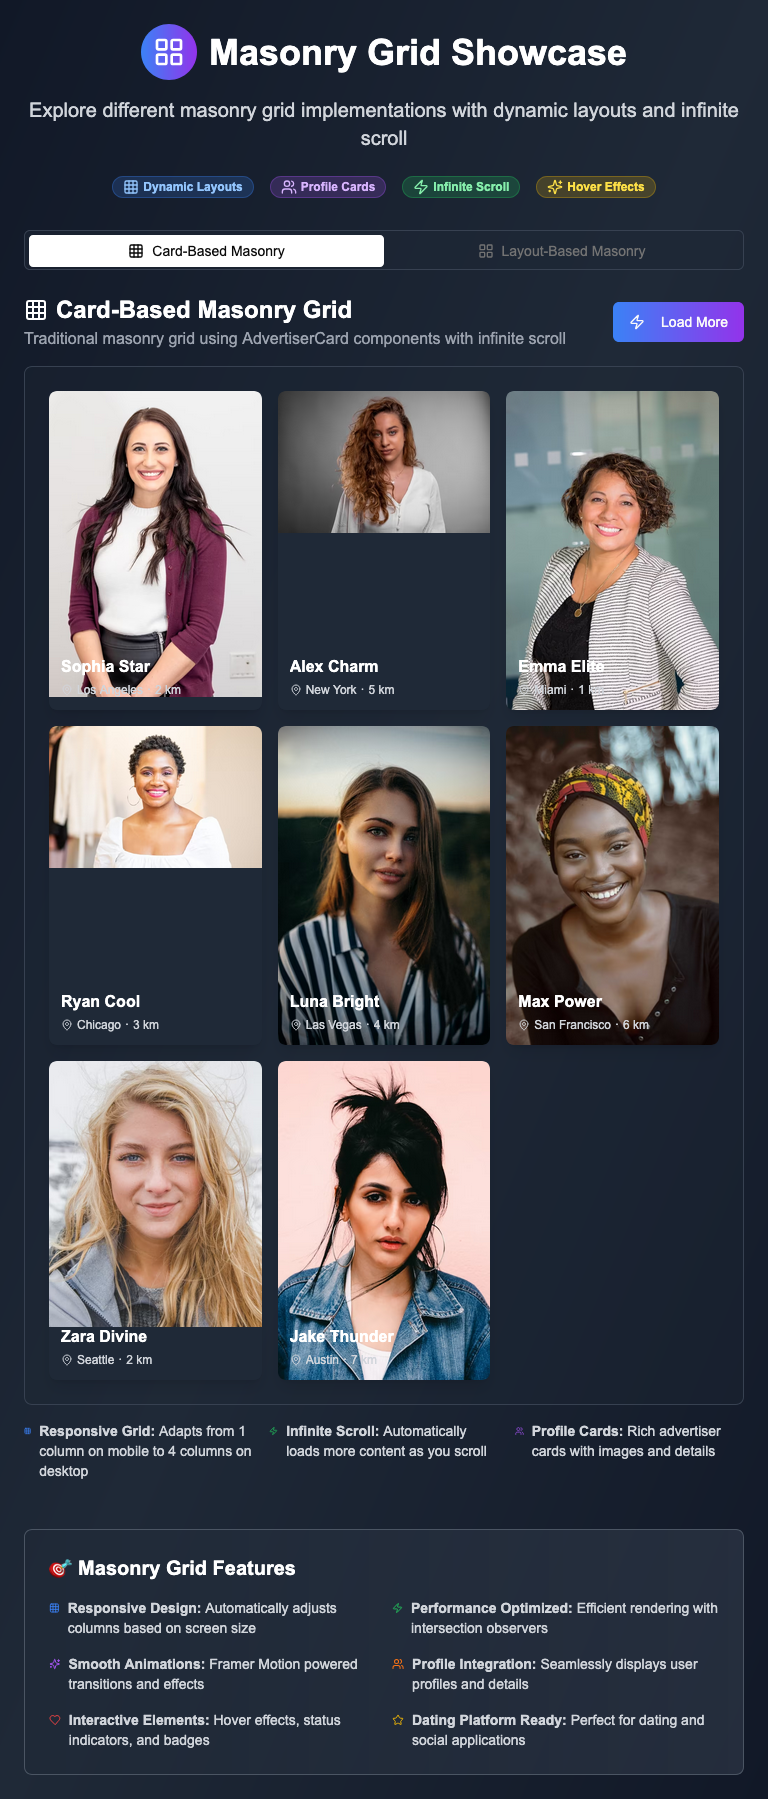 Masonry Grid Showcase
Explore different masonry grid implementations with dynamic layouts and infinite
scroll
Dynamic Layouts
Profile Cards
Infinite Scroll
Hover Effects
Card-Based Masonry
Layout-Based Masonry
Card-Based Masonry Grid
Traditional masonry grid using AdvertiserCard components with infinite scroll
Load More
Sophia Star
Los Angeles · 2 km
Alex Charm
New York · 5 km
Emma Elite
Miami · 1
Ryan Cool
Chicago · 3 km
Luna Bright
Las Vegas · 4 km
Max Power
San Francisco · 6 km
Zara Divine
Seattle · 2 km
Jake Thunder
Austin · 7 km
Responsive Grid: Adapts from 1
column on mobile to 4 columns on
desktop
Infinite Scroll: Automatically
loads more content as you scroll
Profile Cards: Rich advertiser
cards with images and details
🎯 Masonry Grid Features
Responsive Design: Automatically adjusts
columns based on screen size
Performance Optimized: Efficient rendering with
intersection observers
Smooth Animations: Framer Motion powered
transitions and effects
Profile Integration: Seamlessly displays user
profiles and details
Interactive Elements: Hover effects, status
indicators, and badges
Dating Platform Ready: Perfect for dating and
social applications